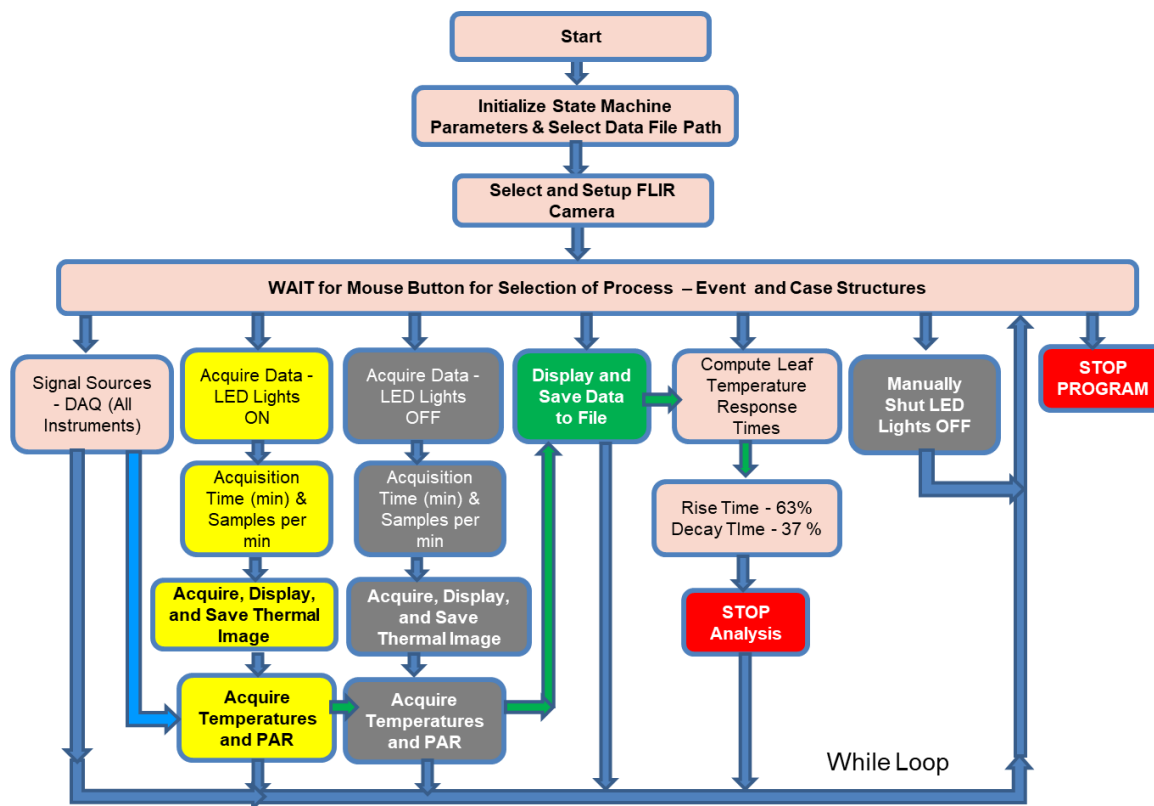 Start
Initialize State Machine
Parameters & Select Data File Path
Select and Setup FLIR
Camera
WAIT for Mouse Button for Selection of Process – Event and Case Structures
Signal Sources
- DAQ (All
Instruments)
Acquire Data -
LED Lights
ON
Acquire Data -
LED Lights
OFF
Display and
Save Data
to File
Compute Leaf
Temperature
Response
Times
Manually
Shut LED
Lights OFF
STOP
PROGRAM
Acquisition
Time (min) &
Samples per
min
Acquisition
Time (min) &
Samples per
min
Rise Time - 63%
Decay TIme - 37 %
Acquire, Display,
and Save Thermal
Image
Acquire, Display,
and Save
Thermal Image
STOP
Analysis
Acquire
Temperatures
and PAR
Acquire
Temperatures
and PAR
While Loop